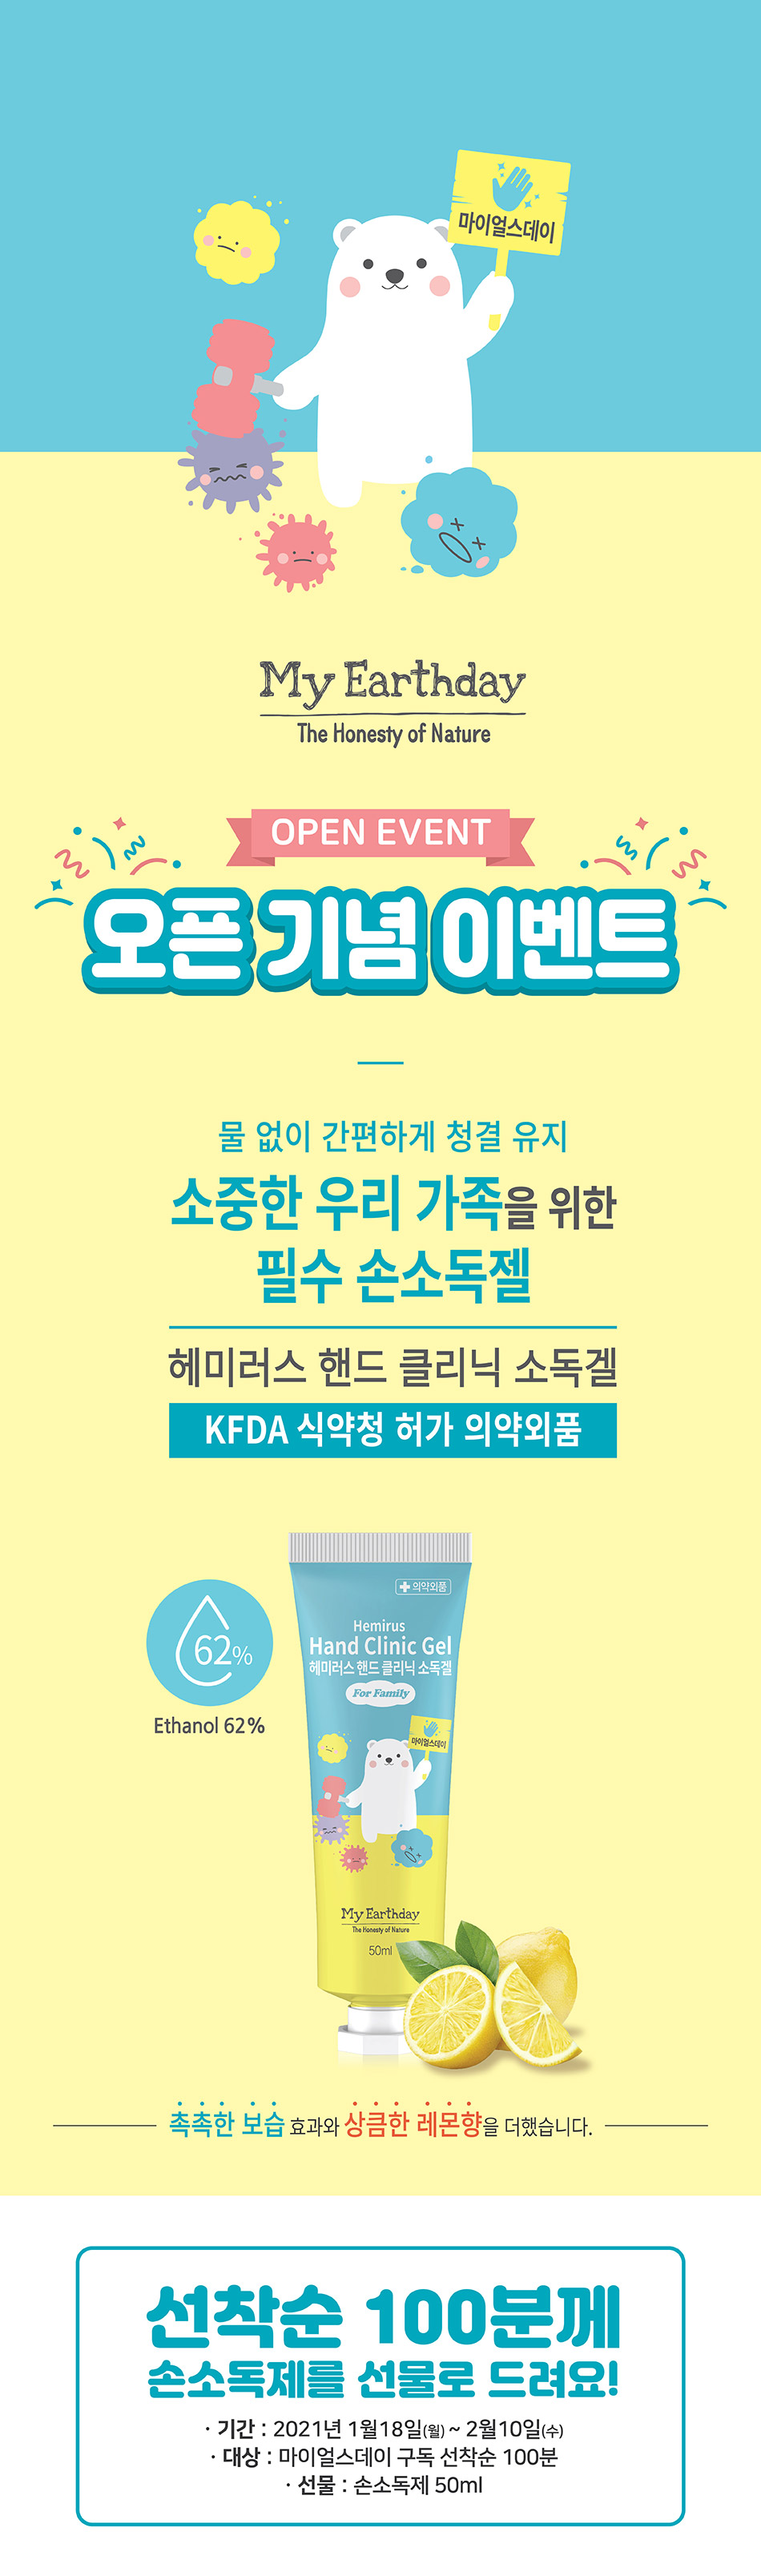 마이얼스데이
My Earthday
The Honesty of Nature
OPEN EVENT
오픈 기념 이벤트
물 없이 간편하게 청결 유지
소중한 우리 가족을 위한
필수 손소독젤
헤미러스 핸드 클리닉 소독겔
KFDA 식약청 허가 의약외품
62%
Ethanol 62%
의약외품
Hemirus
Hand Clinic Gel
헤미러스 핸드 클리닉 소독겔
For Family
마이얼스데이
My Earthday
The Honesty of Nature
50ml
촉촉한 보습 효과와 상큼한 레몬향을 더했습니다.
선착순 100분께
손소독제를 선물로 드려요!
· 기간 : 2021년 1월18일(월) ~ 2월10일(수)
· 대상 : 마이얼스데이 구독 선착순 100분
· 선물 : 손소독제 50ml